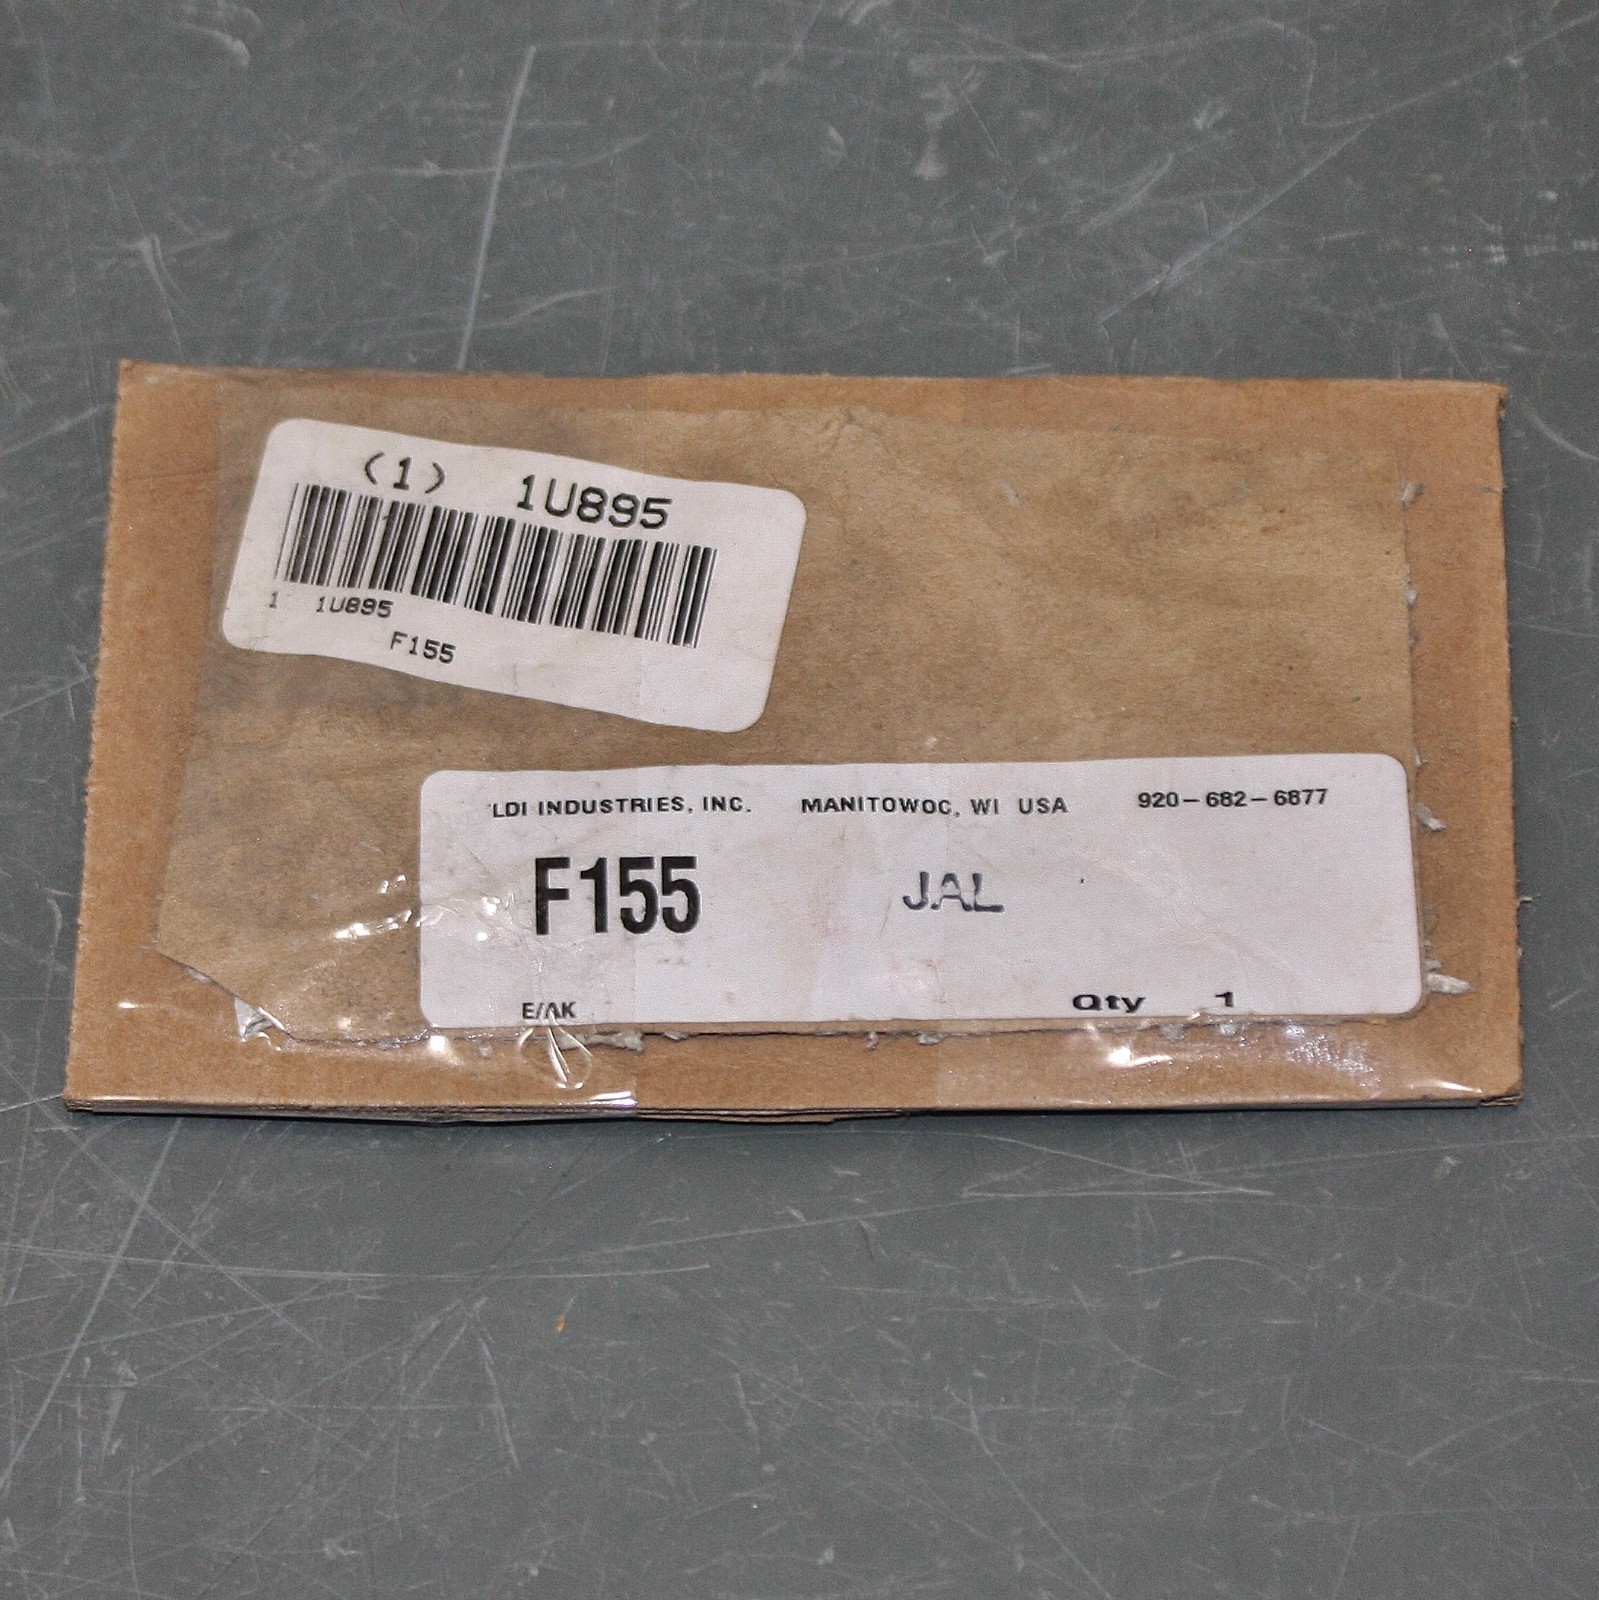 (1) 1U895
1 1U895
F155
LDI INDUSTRIES, INC. MANITOWOC, WI USA 920-682-6877
F155 JAL
E/AK Qty 1